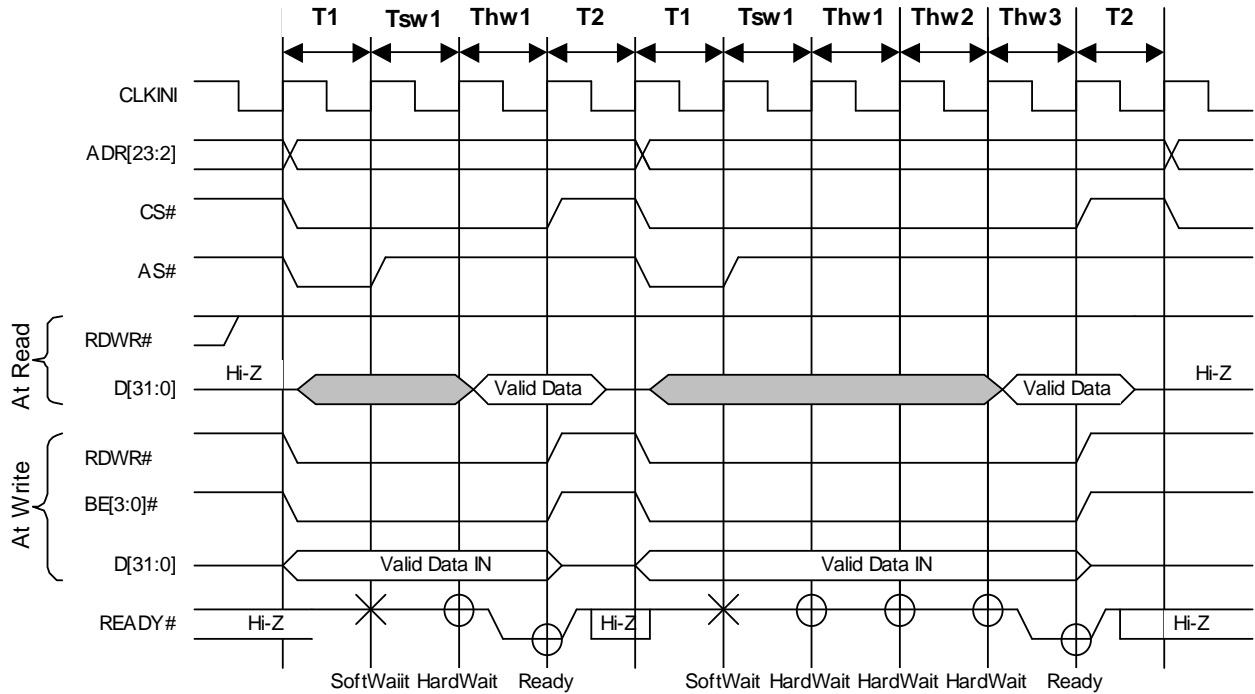 T1 Tsw1 Thw1 T2 T1 Tsw1 Thw1 Thw2 Thw3 T2
CLKINI
ADR[23:2]
CS#
AS#
At Read
RDWR#
Hi-Z Hi-Z
D[31:0] Valid Data Valid Data
At Write
RDWR#
BE[3:0]#
D[31:0] Valid Data IN Valid Data IN
READY# Hi-Z Hi-Z Hi-Z
SoftWaiit HardWait Ready SoftWait HardWait HardWait HardWait Ready